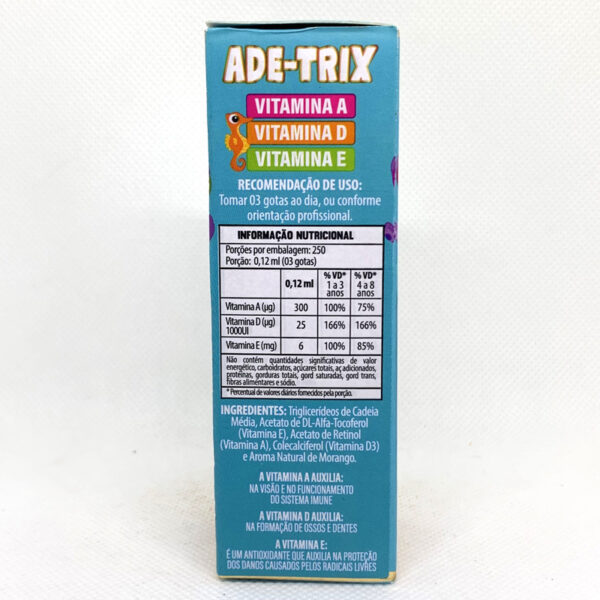 ADE-TRIX
VITAMINA A
VITAMINA D
VITAMINA E
RECOMENDAÇÃO DE USO:
Tomar 03 gotas ao dia, ou conforme
orientação profissional.
INFORMAÇÃO NUTRICIONAL
Porções por embalagem: 250
Porção: 0,12 ml (03 gotas)
0,12 ml % VD* 1 a 3 anos % VD* 4 a 8 anos
Vitamina A (µg) 300 100% 75%
Vitamina D (µg) 1000UI 25 166% 166%
Vitamina E (mg) 6 100% 85%
Não contém quantidades significativas de valor
energético, carboidratos, açúcares totais, aç adicionados,
proteínas, gorduras totais, gord saturadas, gord trans,
fibras alimentares e sódio.
* Percentual de valores diários fornecidos pela porção.
INGREDIENTES: Triglicerídeos de Cadeia
Média, Acetato de DL-Alfa-Tocoferol
(Vitamina E), Acetato de Retinol
(Vitamina A), Colecalciferol (Vitamina D3)
e Aroma Natural de Morango.
A VITAMINA A AUXILIA:
NA VISÃO E NO FUNCIONAMENTO
DO SISTEMA IMUNE
A VITAMINA D AUXILIA:
NA FORMAÇÃO DE OSSOS E DENTES
A VITAMINA E:
É UM ANTIOXIDANTE QUE AUXILIA NA PROTEÇÃO
DOS DANOS CAUSADOS PELOS RADICAIS LIVRES